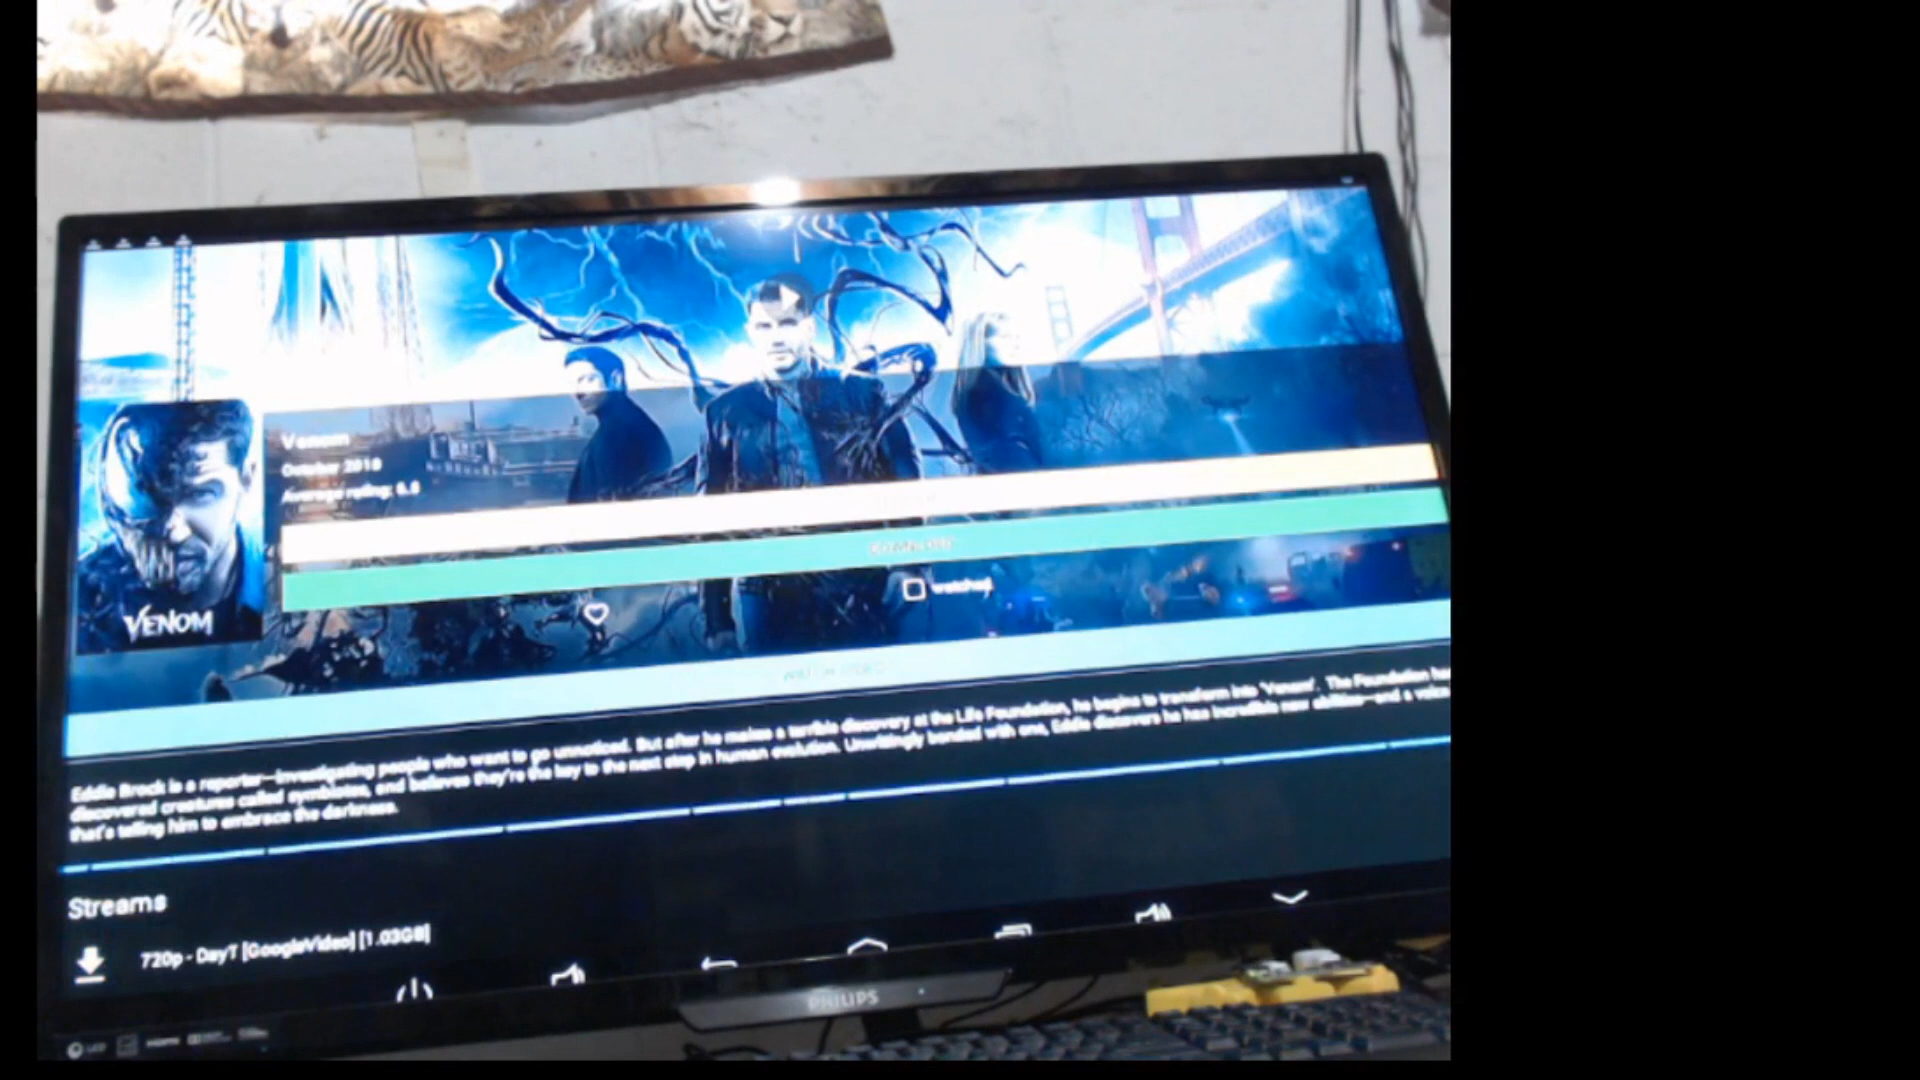 Venom
October 2018
Average rating: 6.6
watched
VENOM
Eddie Brock is a reporter—investigating people who want to go unnoticed. But after he makes a terrible discovery at the Life Foundation, he begins to transform into 'Venom'. The Foundation has
discovered creatures called symbiotes, and believes they're the key to the next step in human evolution. Unwittingly bonded with one, Eddie discovers he has incredible new abilities—and a voice
that's telling him to embrace the darkness.
Streams
720p - DayT [GoogleVideo] [1.03GB]
PHILIPS